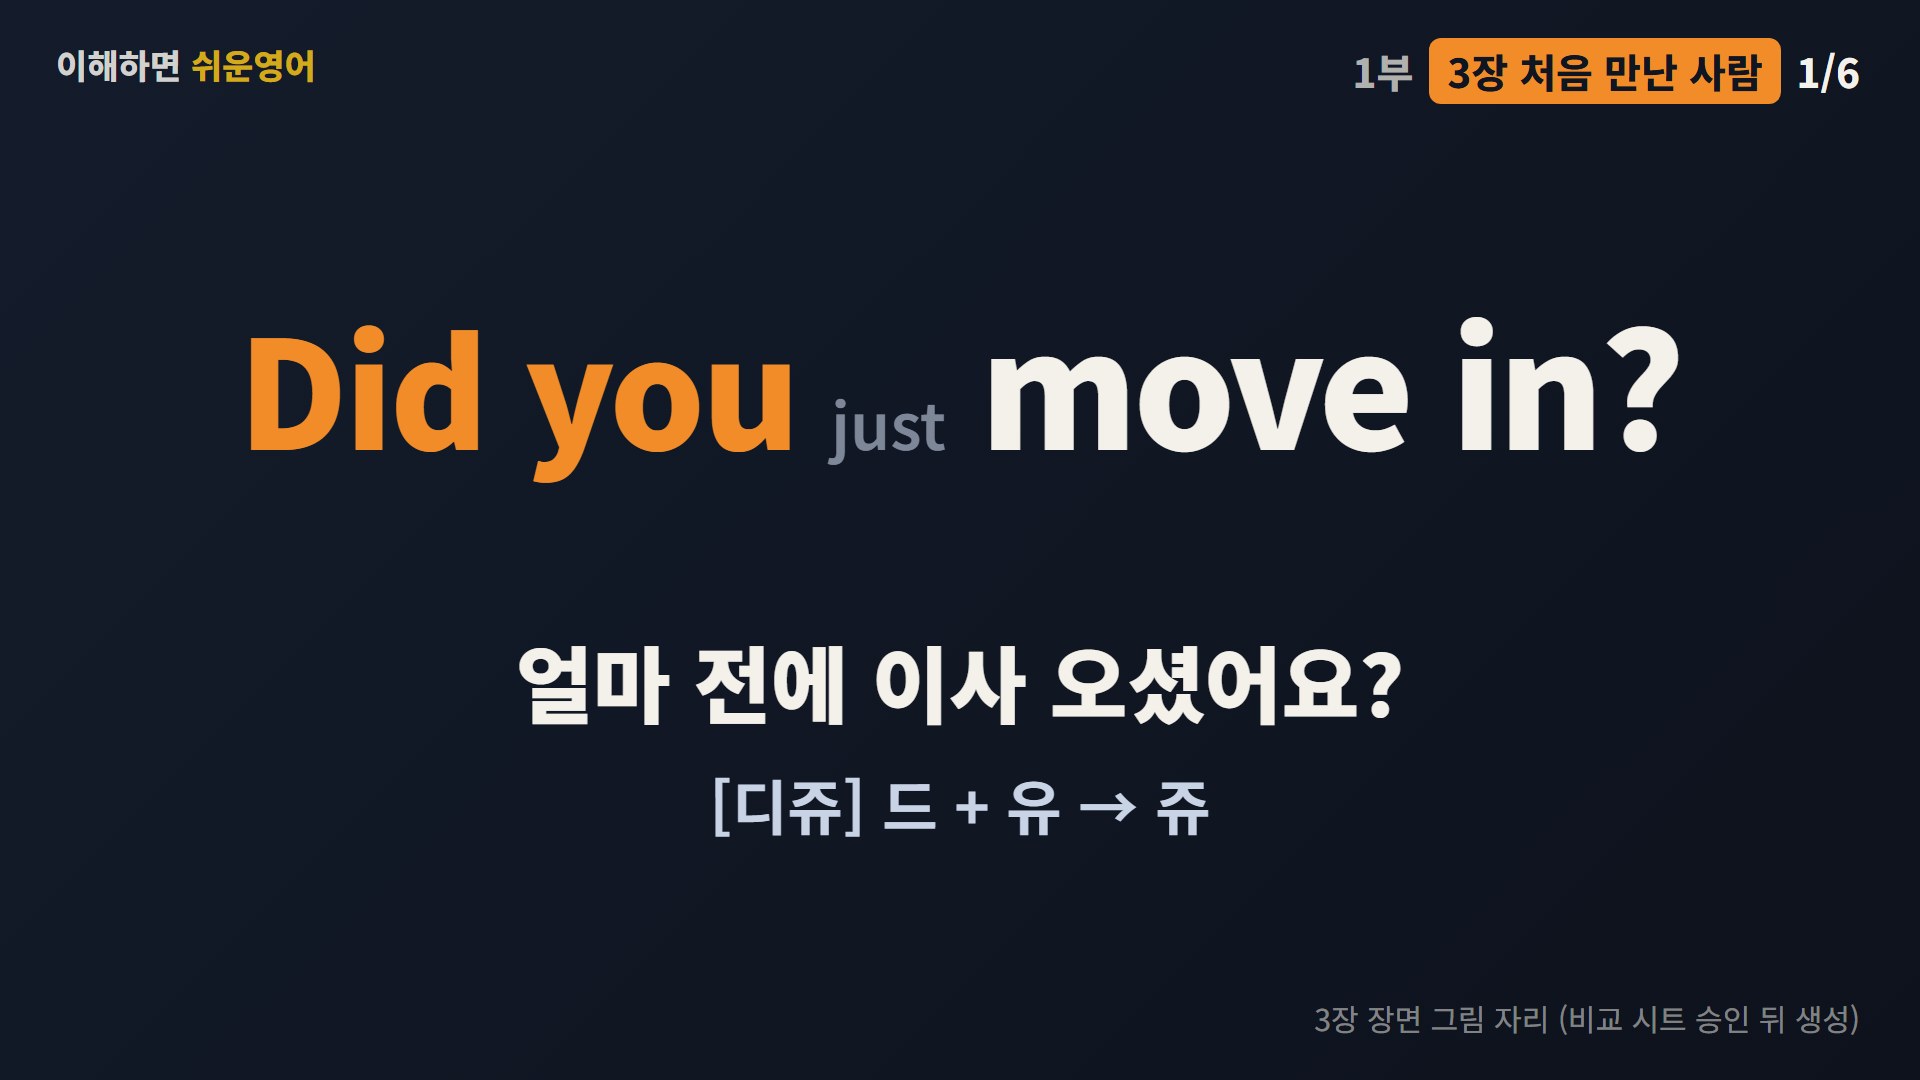 이해하면 쉬운영어
1부 3장 처음 만난 사람 1/6
Did you just move in?
얼마 전에 이사 오셨어요?
[디쥬] 드 + 유 → 쥬
3장 장면 그림 자리 (비교 시트 승인 뒤 생성)